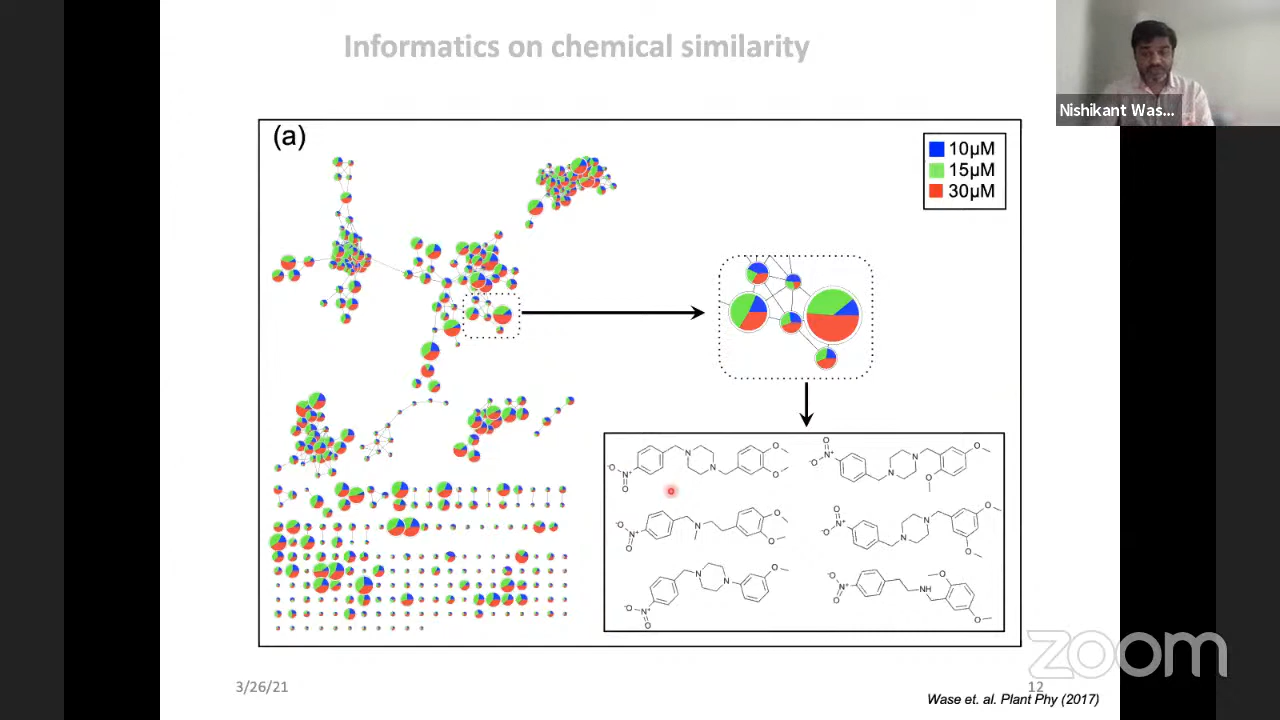 Informatics on chemical similarity
Nishikant Was...
(a)
10µM
15µM
30µM
3/26/21
12
Wase et. al. Plant Phy (2017)
zoom